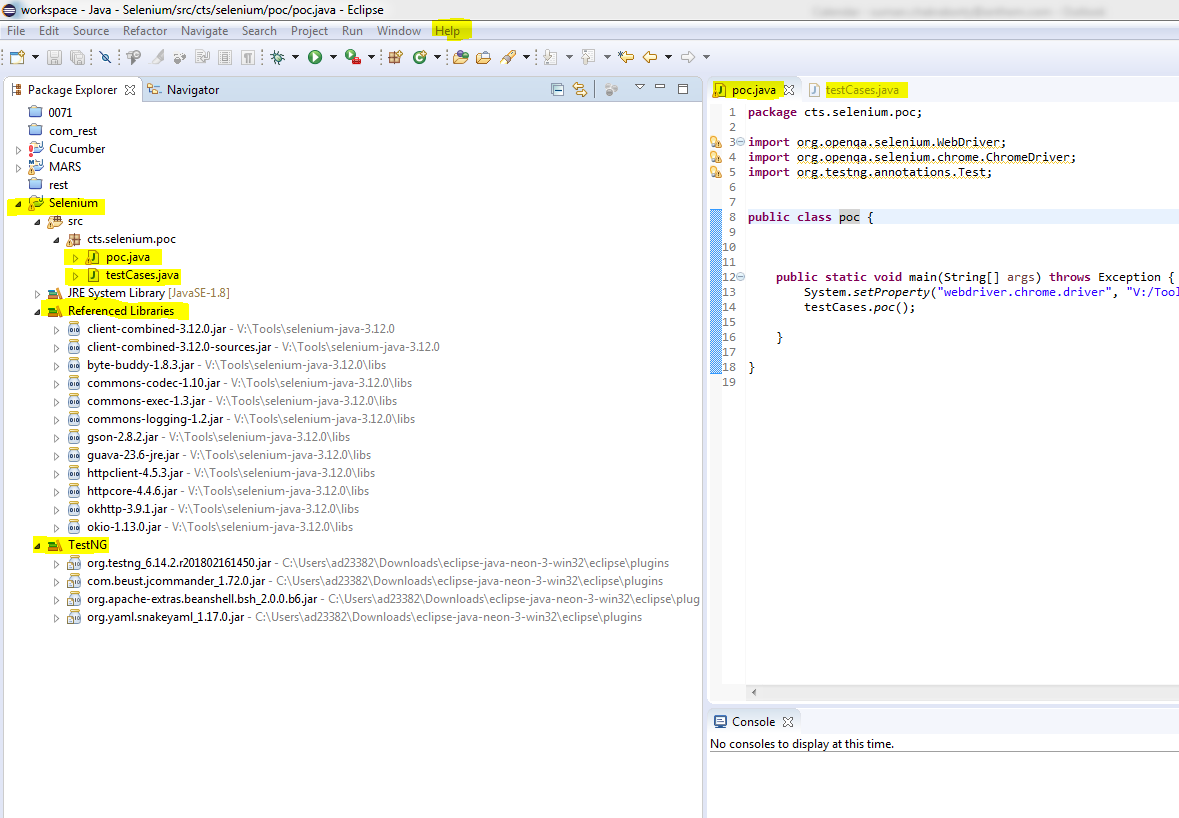 workspace - Java - Selenium/src/cts/selenium/poc/poc.java - Eclipse
File Edit Source Refactor Navigate Search Project Run Window Help
Package Explorer Navigator
0071
com_rest
Cucumber
MARS
rest
Selenium
src
cts.selenium.poc
poc.java
testCases.java
JRE System Library [JavaSE-1.8]
Referenced Libraries
client-combined-3.12.0.jar - V:\Tools\selenium-java-3.12.0
client-combined-3.12.0-sources.jar - V:\Tools\selenium-java-3.12.0
byte-buddy-1.8.3.jar - V:\Tools\selenium-java-3.12.0\libs
commons-codec-1.10.jar - V:\Tools\selenium-java-3.12.0\libs
commons-exec-1.3.jar - V:\Tools\selenium-java-3.12.0\libs
commons-logging-1.2.jar - V:\Tools\selenium-java-3.12.0\libs
gson-2.8.2.jar - V:\Tools\selenium-java-3.12.0\libs
guava-23.6-jre.jar - V:\Tools\selenium-java-3.12.0\libs
httpclient-4.5.3.jar - V:\Tools\selenium-java-3.12.0\libs
httpcore-4.4.6.jar - V:\Tools\selenium-java-3.12.0\libs
okhttp-3.9.1.jar - V:\Tools\selenium-java-3.12.0\libs
okio-1.13.0.jar - V:\Tools\selenium-java-3.12.0\libs
TestNG
org.testng_6.14.2.r201802161450.jar - C:\Users\ad23382\Downloads\eclipse-java-neon-3-win32\eclipse\plugins
com.beust.jcommander_1.72.0.jar - C:\Users\ad23382\Downloads\eclipse-java-neon-3-win32\eclipse\plugins
org.apache-extras.beanshell.bsh_2.0.0.b6.jar - C:\Users\ad23382\Downloads\eclipse-java-neon-3-win32\eclipse\plug
org.yaml.snakeyaml_1.17.0.jar - C:\Users\ad23382\Downloads\eclipse-java-neon-3-win32\eclipse\plugins
poc.java testCases.java
1 package cts.selenium.poc;
2
3 import org.openqa.selenium.WebDriver;
4 import org.openqa.selenium.chrome.ChromeDriver;
5 import org.testng.annotations.Test;
6
7
8 public class poc {
9
10
11
12 public static void main(String[] args) throws Exception {
13 System.setProperty("webdriver.chrome.driver", "V:/Tool
14 testCases.poc();
15
16 }
17
18 }
19
Console
No consoles to display at this time.